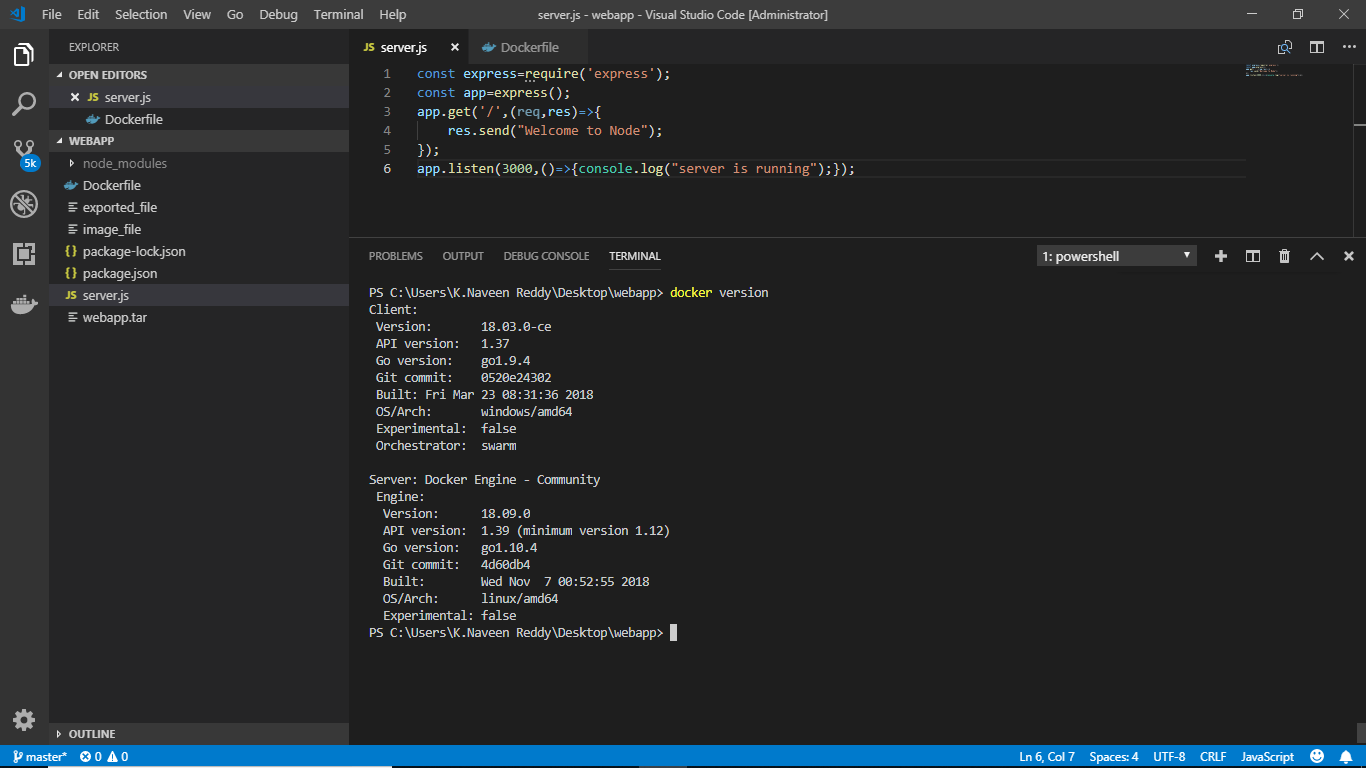 File Edit Selection View Go Debug Terminal Help server.js - webapp - Visual Studio Code [Administrator]
EXPLORER
OPEN EDITORS
JS server.js
Dockerfile
WEBAPP
node_modules
Dockerfile
exported_file
image_file
{} package-lock.json
{} package.json
JS server.js
webapp.tar
OUTLINE
5k
JS server.js Dockerfile
1 const express=require('express');
2 const app=express();
3 app.get('/',(req,res)=>{
4 res.send("Welcome to Node");
5 });
6 app.listen(3000,()=>{console.log("server is running");});
PROBLEMS OUTPUT DEBUG CONSOLE TERMINAL 1: powershell
PS C:\Users\K.Naveen Reddy\Desktop\webapp> docker version
Client:
Version: 18.03.0-ce
API version: 1.37
Go version: go1.9.4
Git commit: 0520e24302
Built: Fri Mar 23 08:31:36 2018
OS/Arch: windows/amd64
Experimental: false
Orchestrator: swarm
Server: Docker Engine - Community
Engine:
Version: 18.09.0
API version: 1.39 (minimum version 1.12)
Go version: go1.10.4
Git commit: 4d60db4
Built: Wed Nov  7 00:52:55 2018
OS/Arch: linux/amd64
Experimental: false
PS C:\Users\K.Naveen Reddy\Desktop\webapp>
master* 0 0 Ln 6, Col 7 Spaces: 4 UTF-8 CRLF JavaScript